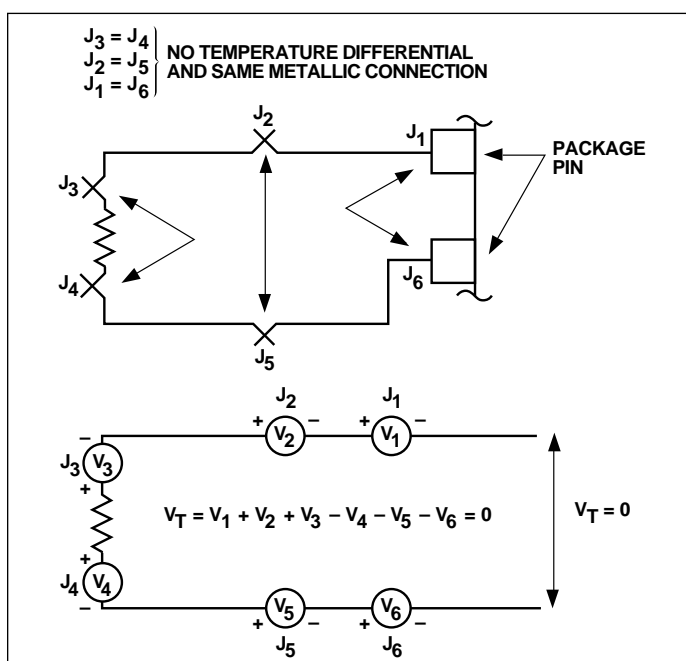 J3 = J4
J2 = J5
J1 = J6
NO TEMPERATURE DIFFERENTIAL
AND SAME METALLIC CONNECTION
J2
J1
PACKAGE
PIN
J3
J4
J6
J5
J2
J1
+ − + −
V2
V1
−
J3
V3
+
VT = V1 + V2 + V3 − V4 − V5 − V6 = 0
VT = 0
+
J4
V4
−
V5
V6
+ − + −
J5
J6